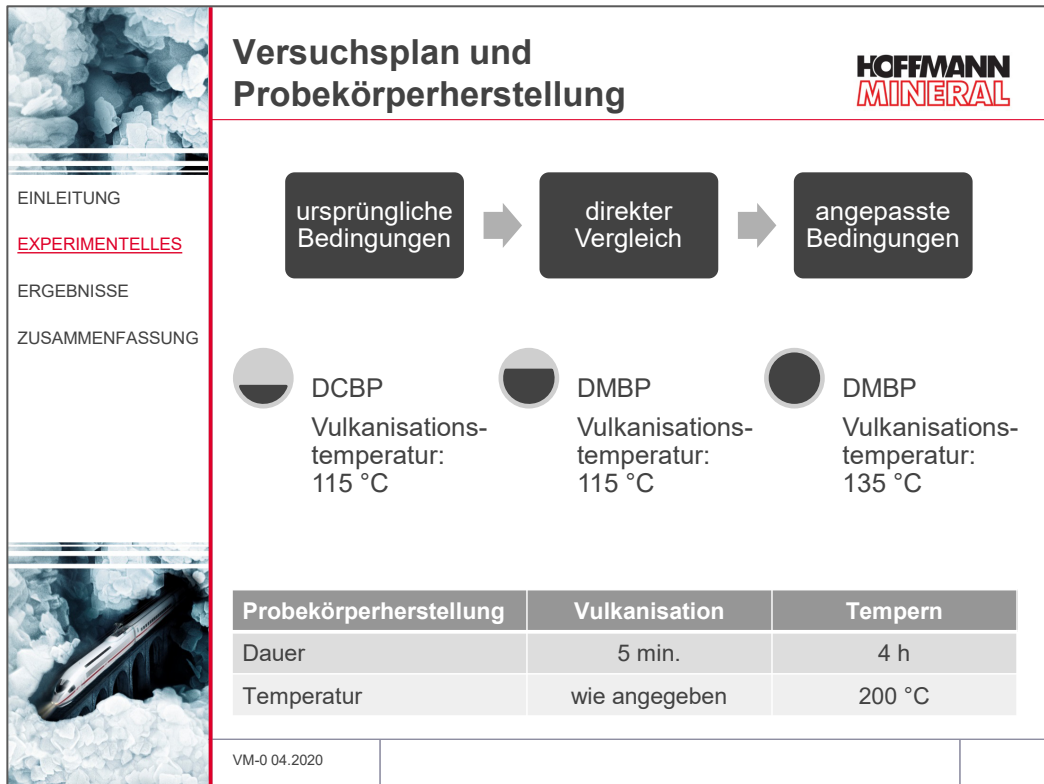 Versuchsplan und
Probekörperherstellung
HOFFMANN
MINERAL
EINLEITUNG
EXPERIMENTELLES
ERGEBNISSE
ZUSAMMENFASSUNG
ursprüngliche
Bedingungen
direkter
Vergleich
angepasste
Bedingungen
DCBP
Vulkanisations-
temperatur:
115 °C
DMBP
Vulkanisations-
temperatur:
115 °C
DMBP
Vulkanisations-
temperatur:
135 °C
Probekörperherstellung Vulkanisation Tempern
Dauer 5 min. 4 h
Temperatur wie angegeben 200 °C
VM-0 04.2020